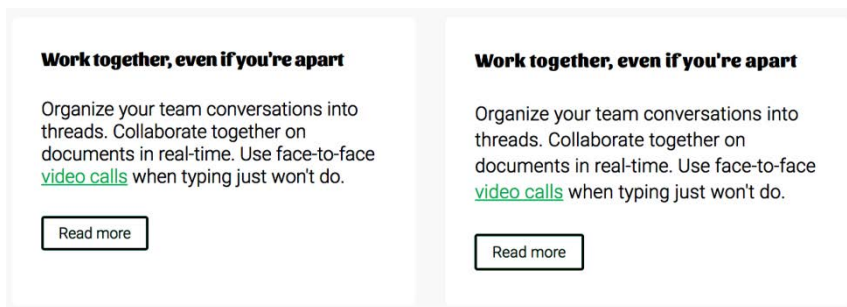 Work together, even if you're apart
Organize your team conversations into
threads. Collaborate together on
documents in real-time. Use face-to-face
video calls when typing just won't do.
Read more
Work together, even if you're apart
Organize your team conversations into
threads. Collaborate together on
documents in real-time. Use face-to-face
video calls when typing just won't do.
Read more